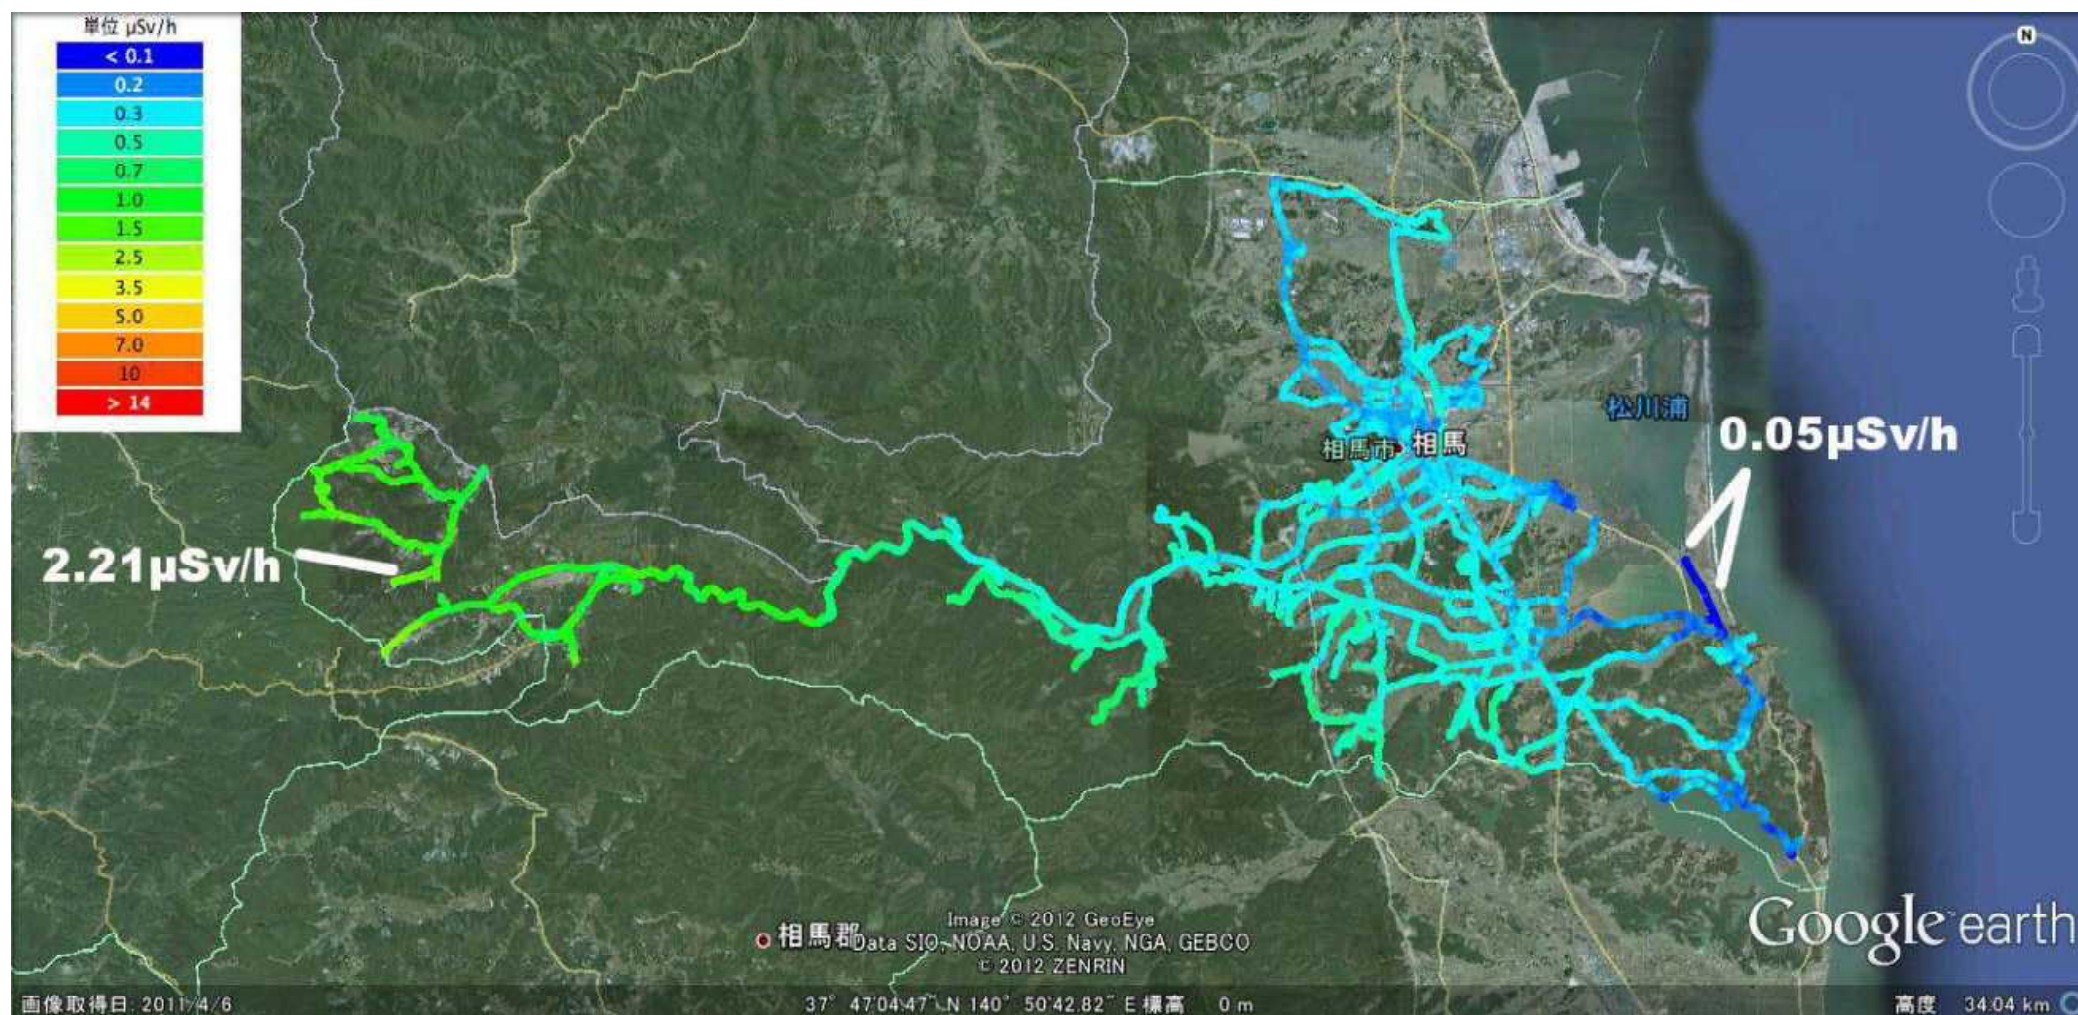 単位 μSv/h
< 0.1
0.2
0.3
0.5
0.7
1.0
1.5
2.5
3.5
5.0
7.0
10
> 14
N
松川浦
0.05μSv/h
相馬市
相馬
2.21μSv/h
相馬郡
Image © 2012 GeoEye
Data SIO, NOAA, U.S. Navy, NGA, GEBCO
© 2012 ZENRIN
Google earth
画像取得日: 2011/4/6
37° 47'04.47" N 140° 50'42.82" E 標高 0 m
高度 34.04 km